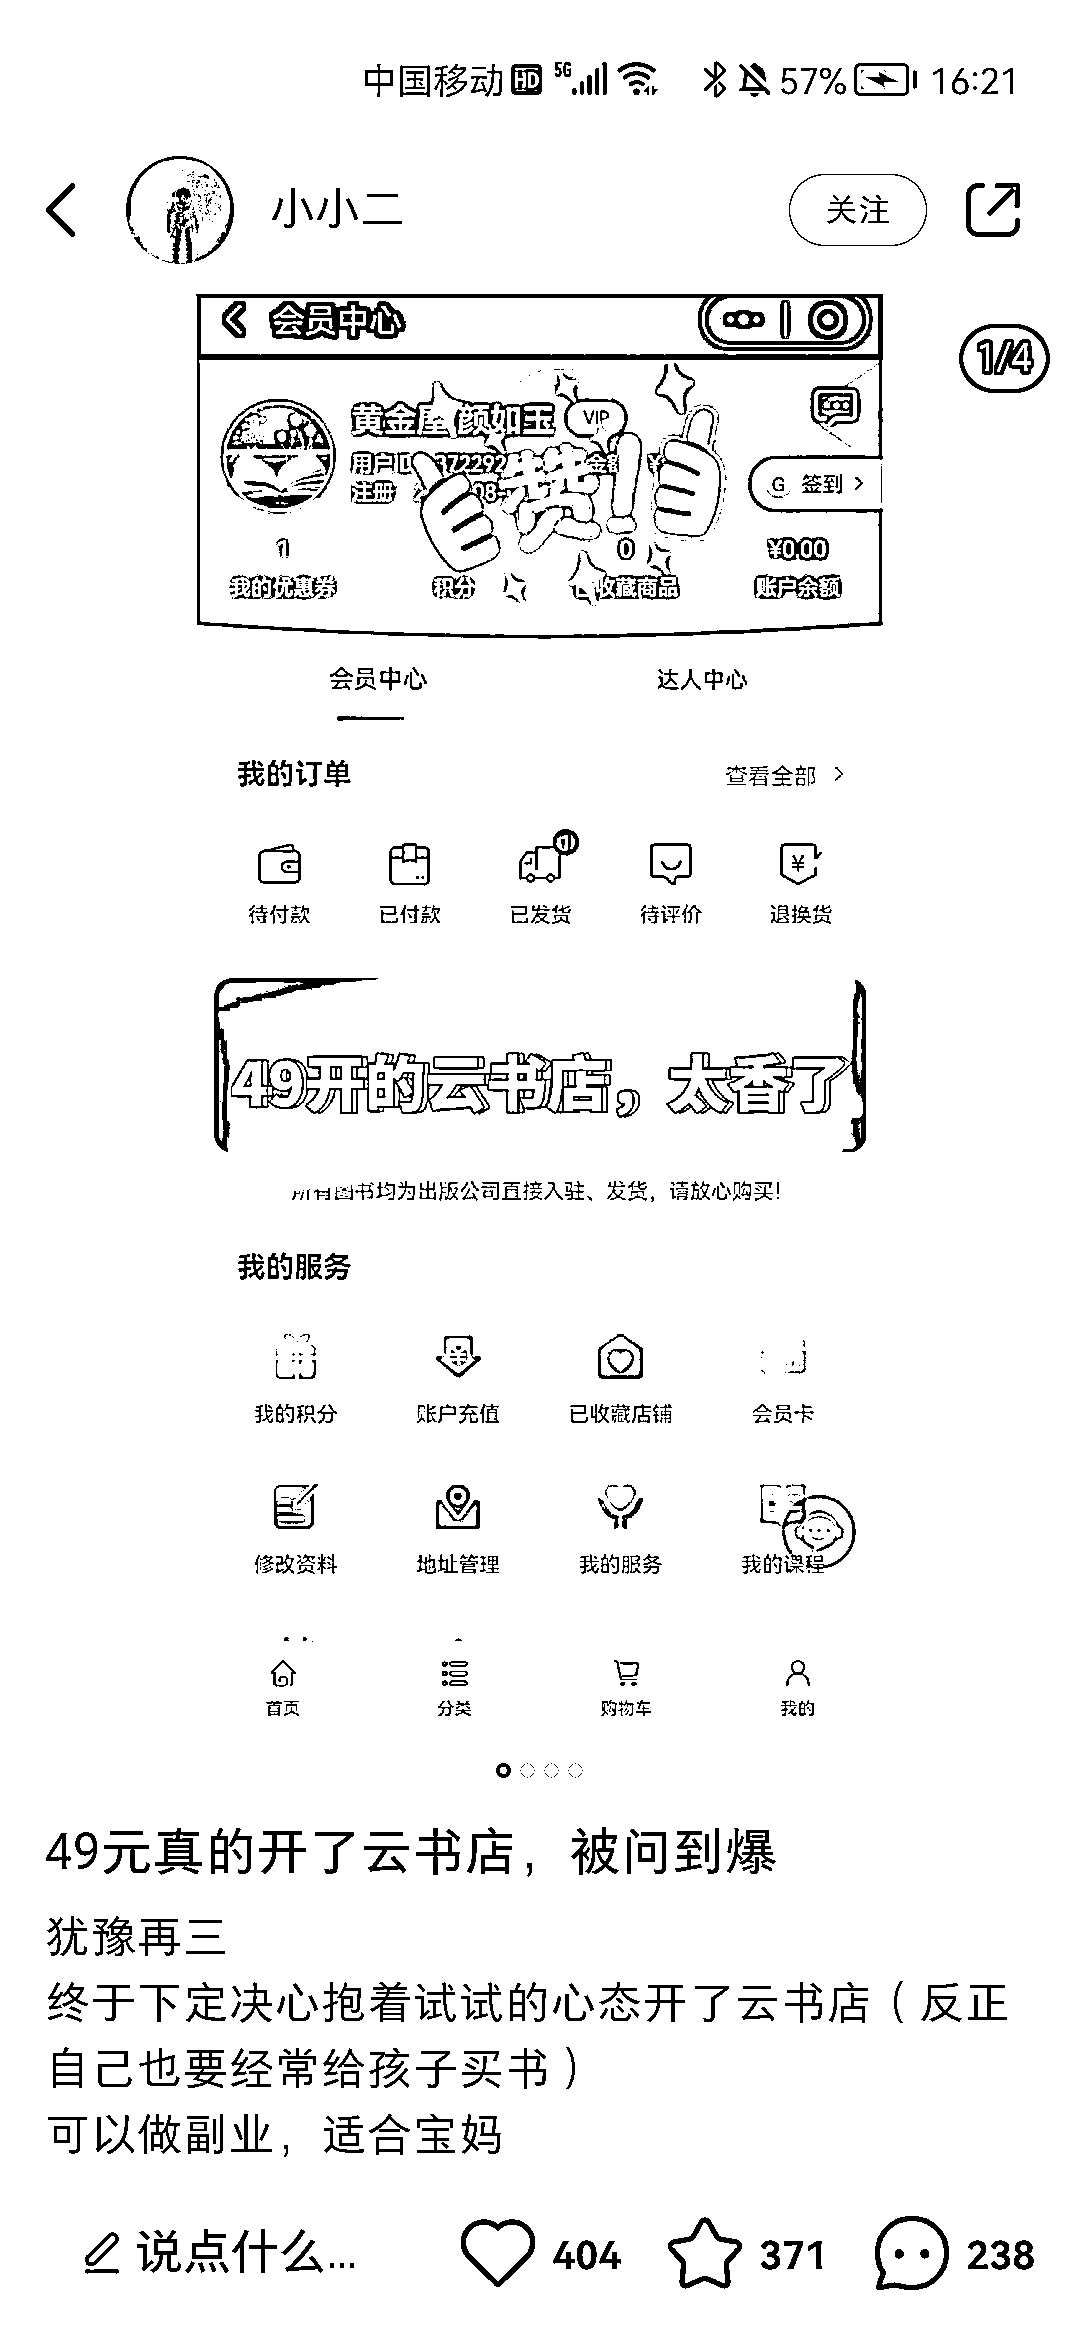 中国移动 HD 5G 57% 16:21
小小二
关注
会员中心
1/4
黄金屋 颜如玉 VIP
用户ID 372292
注册 08-
赞!
签到
1 0 ¥0.00
我的优惠券 积分 收藏商品 账户余额
会员中心 达人中心
我的订单 查看全部
1
待付款 已付款 已发货 待评价 退换货
49开的云书店，太香了
所有图书均为出版公司直接入驻、发货，请放心购买！
我的服务
我的积分 账户充值 已收藏店铺 会员卡
修改资料 地址管理 我的服务 我的课程
首页 分类 购物车 我的
49元真的开了云书店，被问到爆
犹豫再三
终于下定决心抱着试试的心态开了云书店（反正
自己也要经常给孩子买书）
可以做副业，适合宝妈
说点什么... 404 371 238